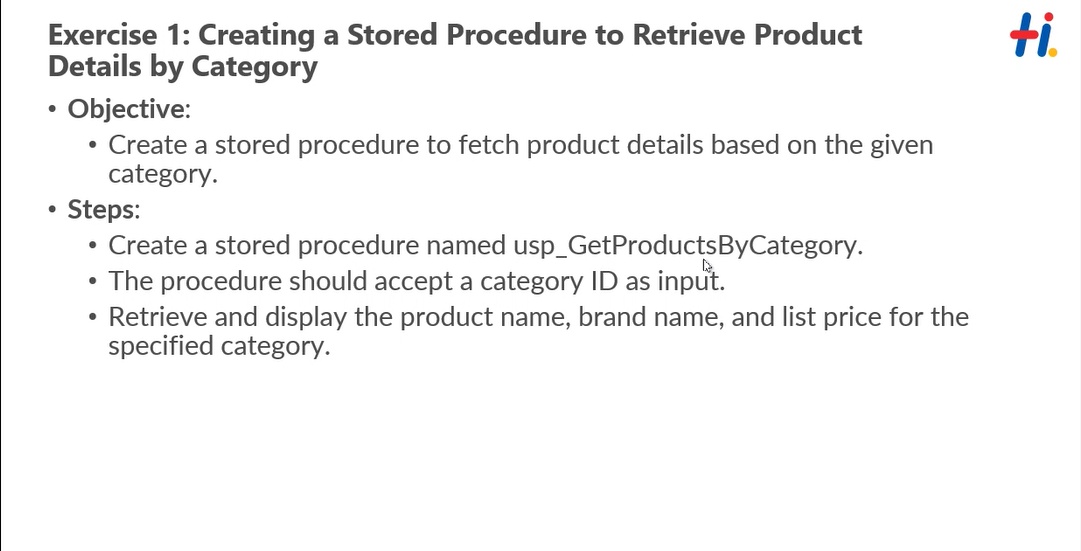 Exercise 1: Creating a Stored Procedure to Retrieve Product
Details by Category
Hi.
• Objective:
• Create a stored procedure to fetch product details based on the given
category.
• Steps:
• Create a stored procedure named usp_GetProductsByCategory.
• The procedure should accept a category ID as input.
• Retrieve and display the product name, brand name, and list price for the
specified category.